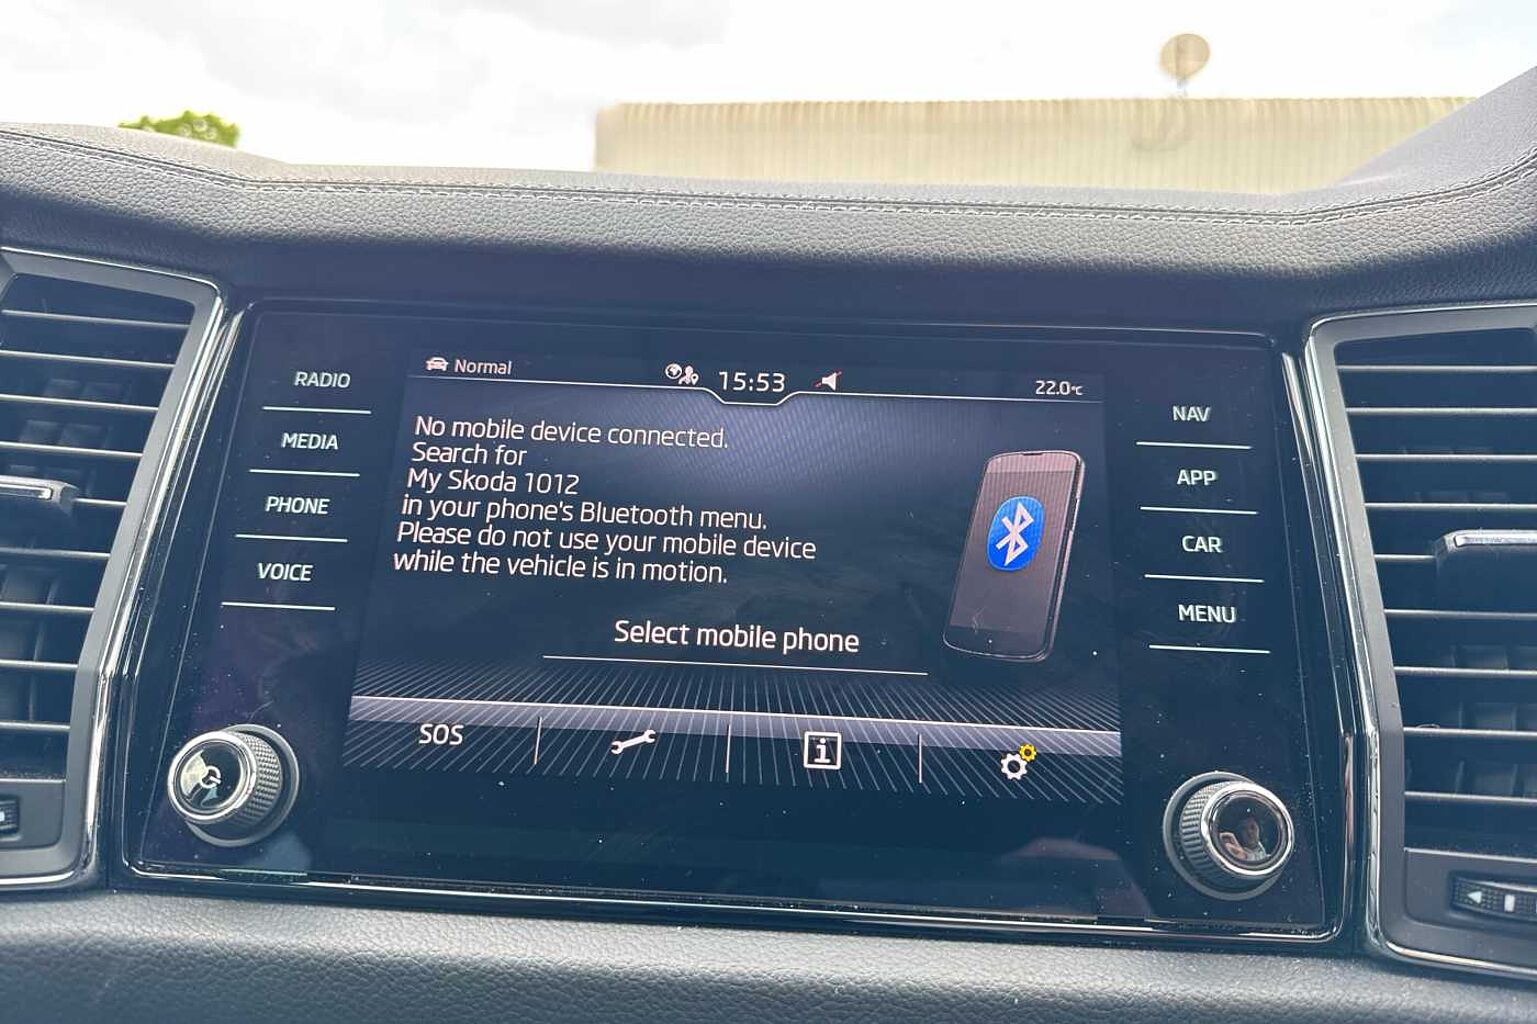 Normal
15:53
22.0°C
RADIO
MEDIA
PHONE
VOICE
No mobile device connected.
Search for
My Skoda 1012
in your phone's Bluetooth menu.
Please do not use your mobile device
while the vehicle is in motion.
Select mobile phone
SOS
i
NAV
APP
CAR
MENU